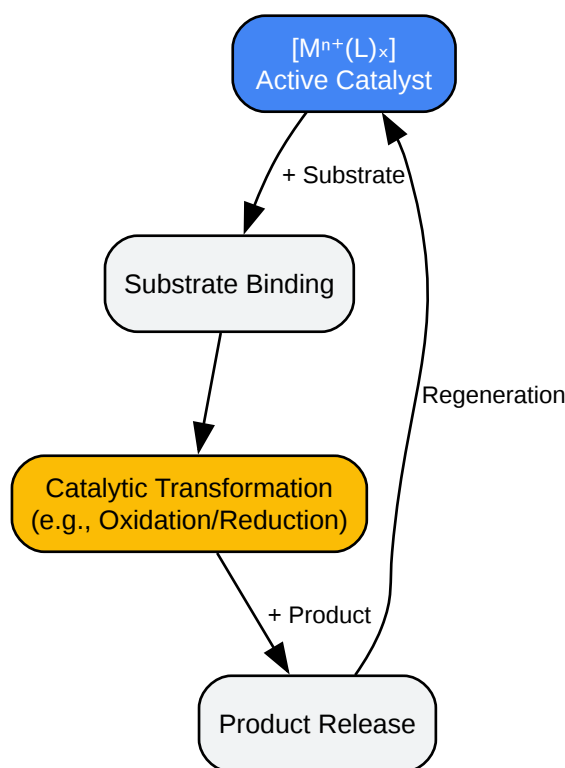 [Mⁿ⁺(L)ₓ]
Active Catalyst
+ Substrate
Substrate Binding
Regeneration
Catalytic Transformation
(e.g., Oxidation/Reduction)
+ Product
Product Release